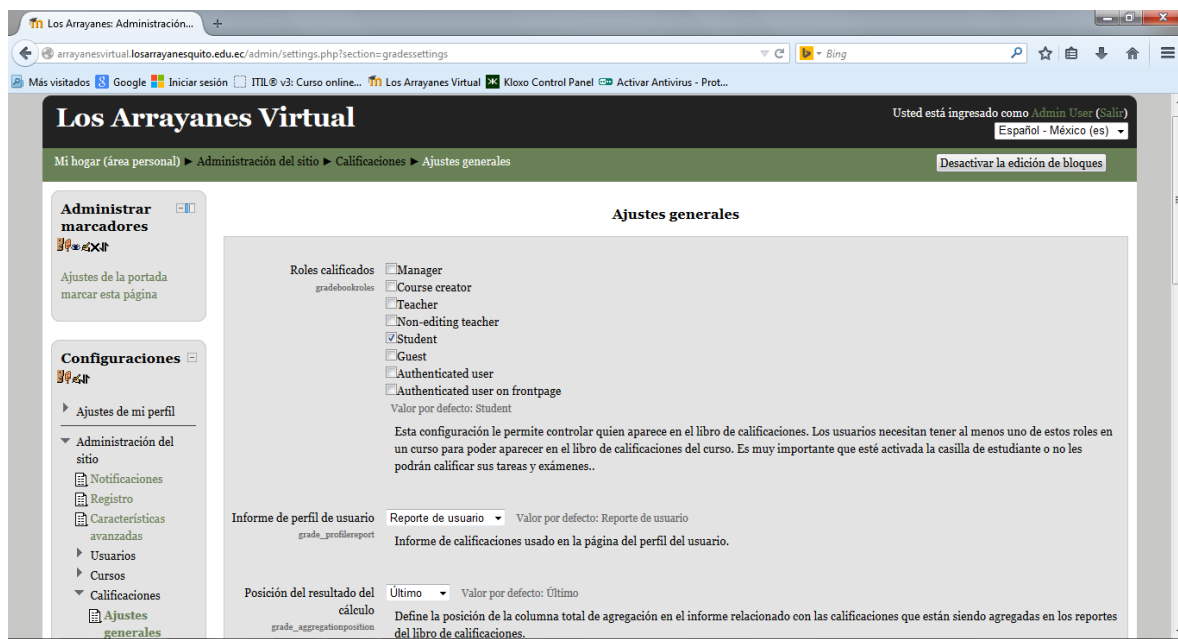 Los Arrayanes: Administración...
arrayanesvirtual.losarrayanesquito.edu.ec/admin/settings.php?section=gradessettings
Bing
Más visitados Google Iniciar sesión ITIL® v3: Curso online... Los Arrayanes Virtual Kloxo Control Panel Activar Antivirus - Prot...
Los Arrayanes Virtual
Usted está ingresado como Admin User (Salir)
Español - México (es)
Mi hogar (área personal) ► Administración del sitio ► Calificaciones ► Ajustes generales
Desactivar la edición de bloques
Administrar
marcadores
Ajustes de la portada
marcar esta página
Configuraciones
Ajustes de mi perfil
Administración del
sitio
Notificaciones
Registro
Características
avanzadas
Usuarios
Cursos
Calificaciones
Ajustes
generales
Ajustes generales
Roles calificados
gradebookroles
Manager
Course creator
Teacher
Non-editing teacher
Student
Guest
Authenticated user
Authenticated user on frontpage
Valor por defecto: Student
Esta configuración le permite controlar quien aparece en el libro de calificaciones. Los usuarios necesitan tener al menos uno de estos roles en
un curso para poder aparecer en el libro de calificaciones del curso. Es muy importante que esté activada la casilla de estudiante o no les
podrán calificar sus tareas y exámenes..
Informe de perfil de usuario
grade_profilereport
Reporte de usuario
Valor por defecto: Reporte de usuario
Informe de calificaciones usado en la página del perfil del usuario.
Posición del resultado del
cálculo
grade_aggregationposition
Último
Valor por defecto: Último
Define la posición de la columna total de agregación en el informe relacionado con las calificaciones que están siendo agregadas en los reportes
del libro de calificaciones.